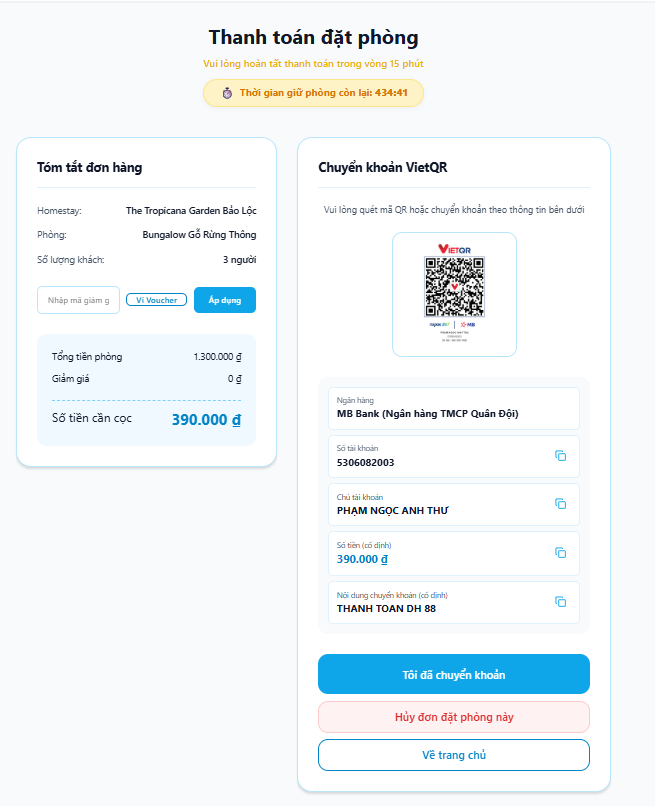 Thanh toán đặt phòng
Vui lòng hoàn tất thanh toán trong vòng 15 phút
Thời gian giữ phòng còn lại: 434:41
Tóm tắt đơn hàng
Homestay: The Tropicana Garden Bảo Lộc
Phòng: Bungalow Gỗ Rừng Thông
Số lượng khách: 3 người
Nhập mã giảm g Ví Voucher Áp dụng
Tổng tiền phòng 1.300.000 ₫
Giảm giá 0 ₫
Số tiền cần cọc 390.000 ₫
Chuyển khoản VietQR
Vui lòng quét mã QR hoặc chuyển khoản theo thông tin bên dưới
VIETQR
napas 247 MB
Ngân hàng
MB Bank (Ngân hàng TMCP Quân Đội)
Số tài khoản
5306082003
Chủ tài khoản
PHẠM NGỌC ANH THƯ
Số tiền (cố định)
390.000 ₫
Nội dung chuyển khoản (cố định)
THANH TOAN DH 88
Tôi đã chuyển khoản
Hủy đơn đặt phòng này
Về trang chủ